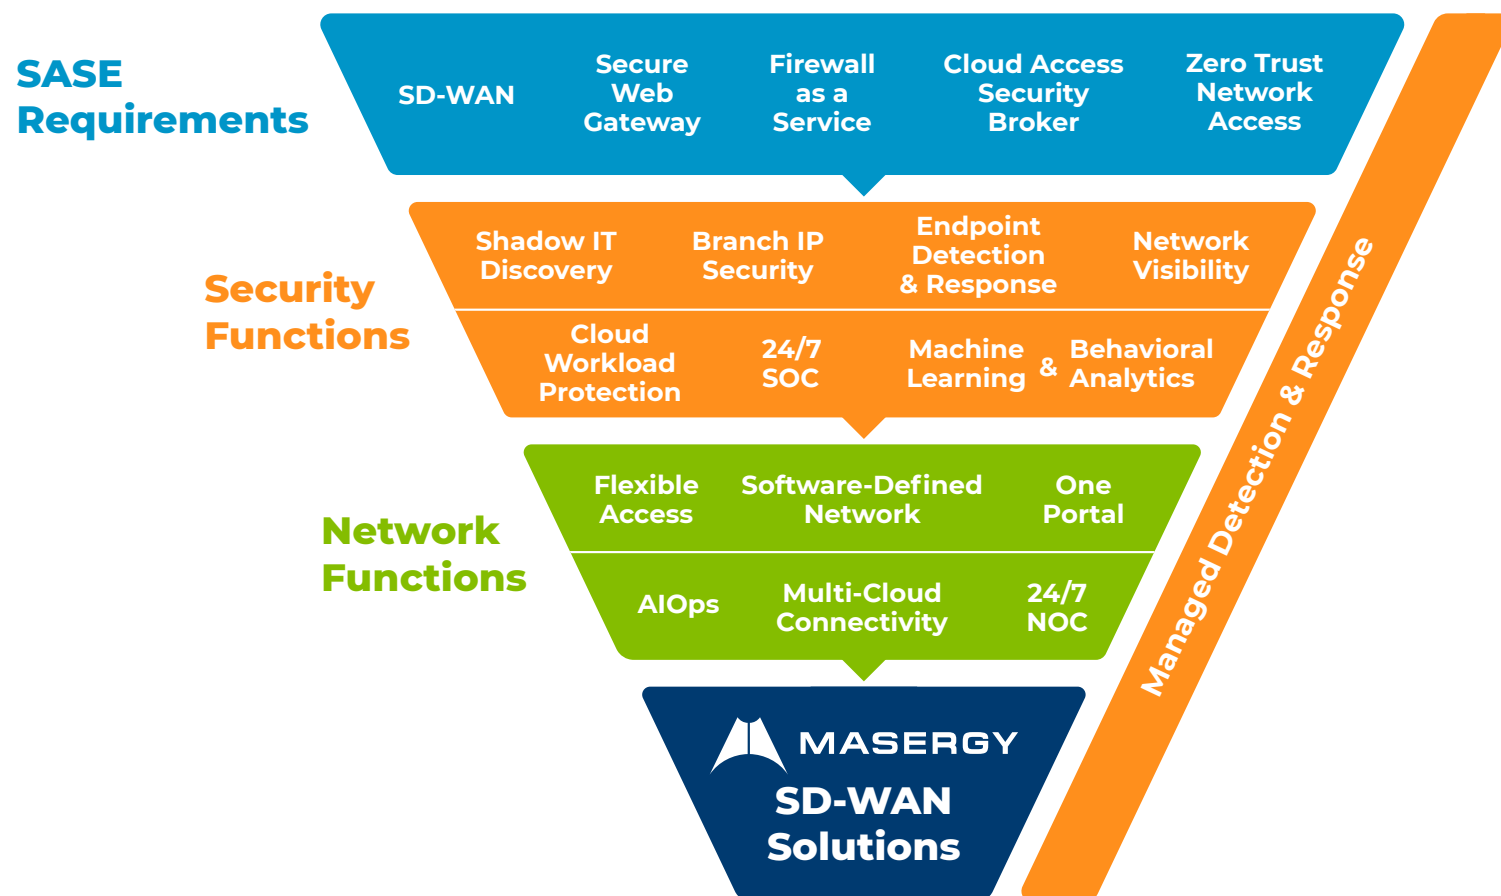 SASE
Requirements
SD-WAN
Secure
Web
Gateway
Firewall
as a
Service
Cloud Access
Security
Broker
Zero Trust
Network
Access
Security
Functions
Shadow IT
Discovery
Branch IP
Security
Endpoint
Detection
& Response
Network
Visibility
Cloud
Workload
Protection
24/7
SOC
Machine
Learning
&
Behavioral
Analytics
Network
Functions
Flexible
Access
Software-Defined
Network
One
Portal
AIOps
Multi-Cloud
Connectivity
24/7
NOC
MASERGY
SD-WAN
Solutions
Managed Detection & Response